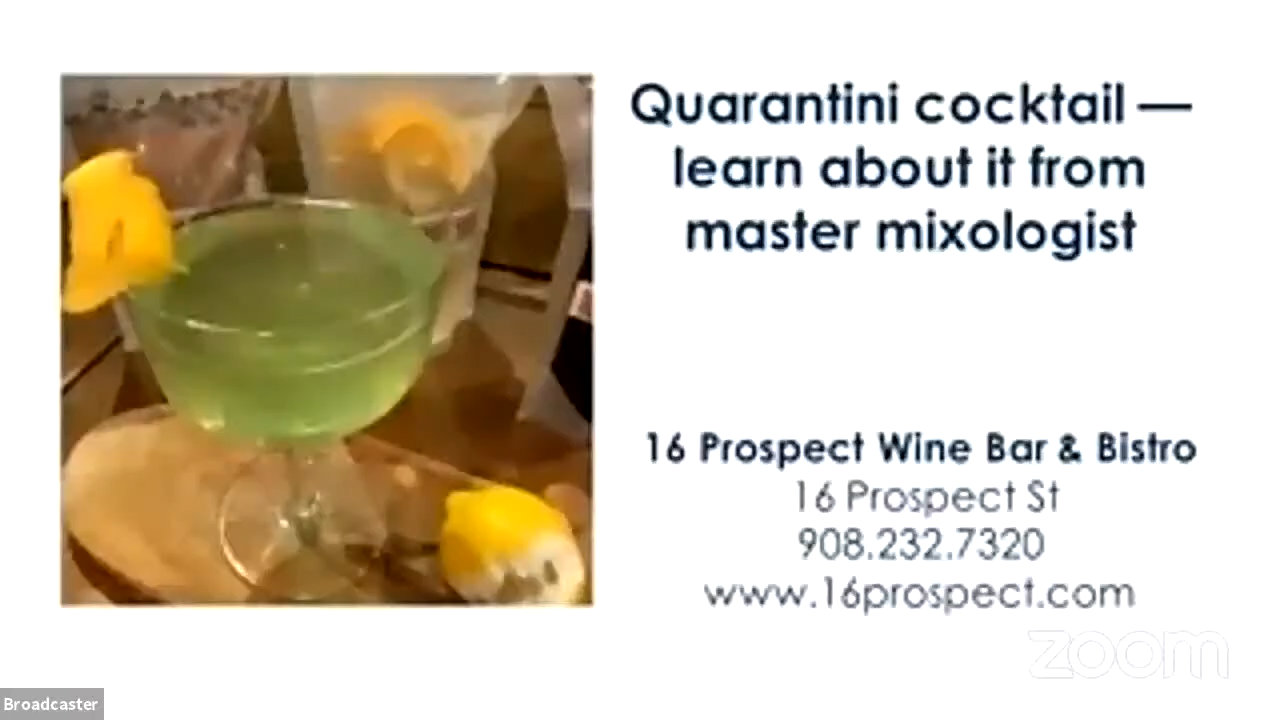 Quarantini cocktail —
learn about it from
master mixologist
16 Prospect Wine Bar & Bistro
16 Prospect St
908.232.7320
www.16prospect.com
zoom
Broadcaster